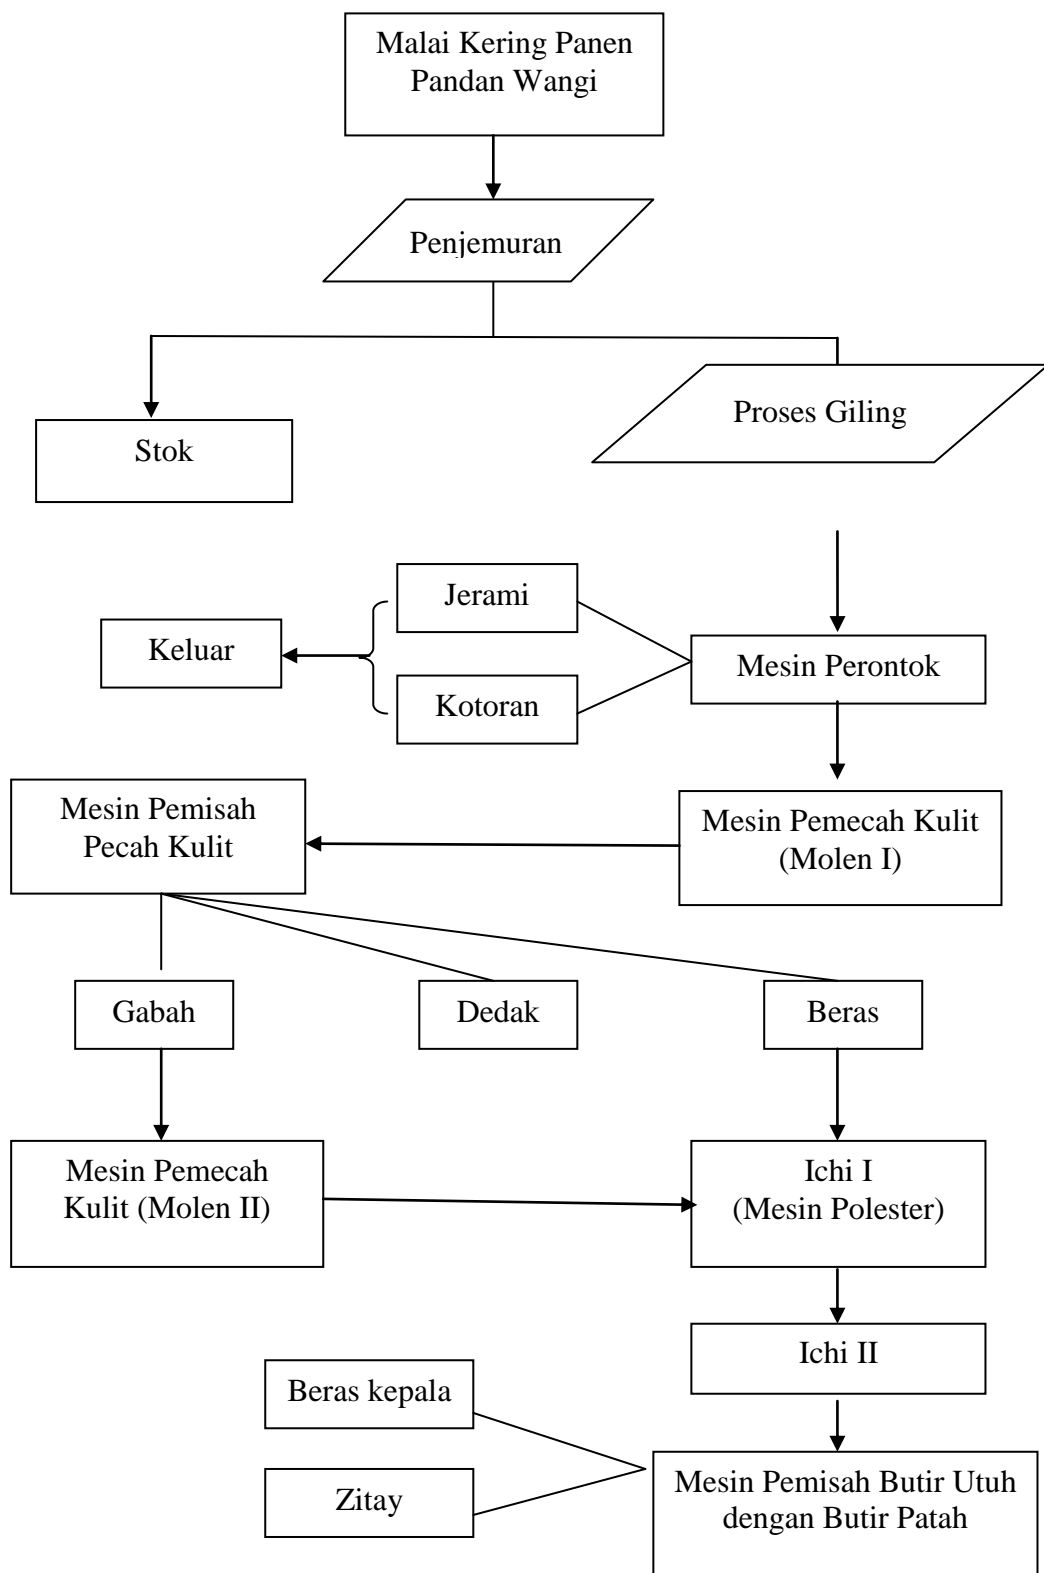 Malai Kering Panen
Pandan Wangi
Penjemuran
Proses Giling
Stok
Jerami
Keluar
Mesin Perontok
Kotoran
Mesin Pemisah
Pecah Kulit
Mesin Pemecah Kulit
(Molen I)
Gabah
Dedak
Beras
Mesin Pemecah
Kulit (Molen II)
Ichi I
(Mesin Polester)
Ichi II
Beras kepala
Zitay
Mesin Pemisah Butir Utuh
dengan Butir Patah